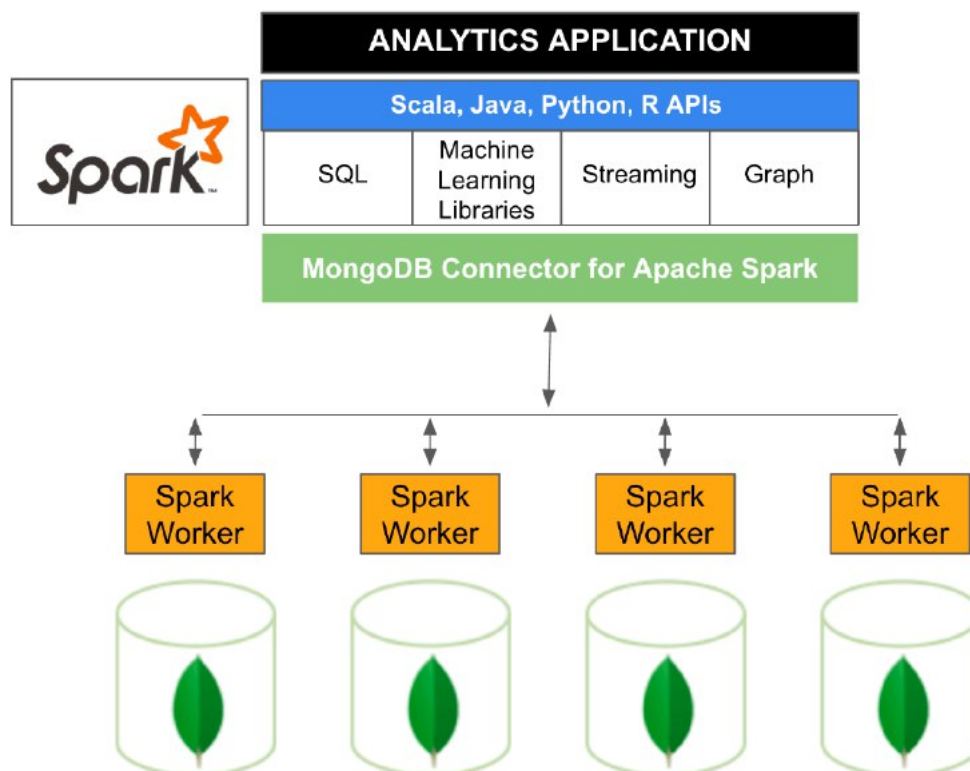 ANALYTICS APPLICATION
Scala, Java, Python, R APIs
Spark™
SQL
Machine
Learning
Libraries
Streaming
Graph
MongoDB Connector for Apache Spark
Spark
Worker
Spark
Worker
Spark
Worker
Spark
Worker